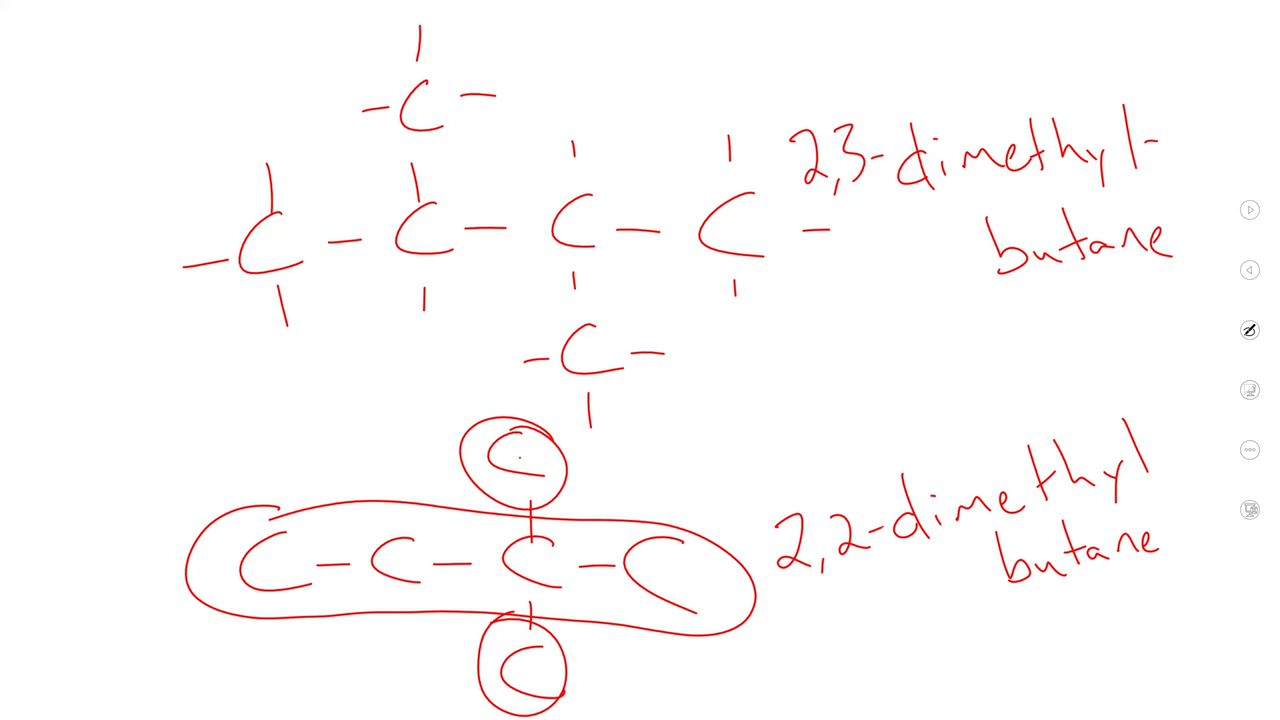 C
2,3-dimethyl-
C - C - C - C -
butane
- C -
C
2,2-dimethyl
C - C - C - C
butane
C